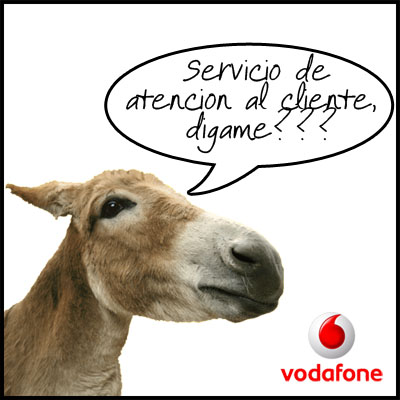 Servicio de
atencion al cliente,
digame???
vodafone